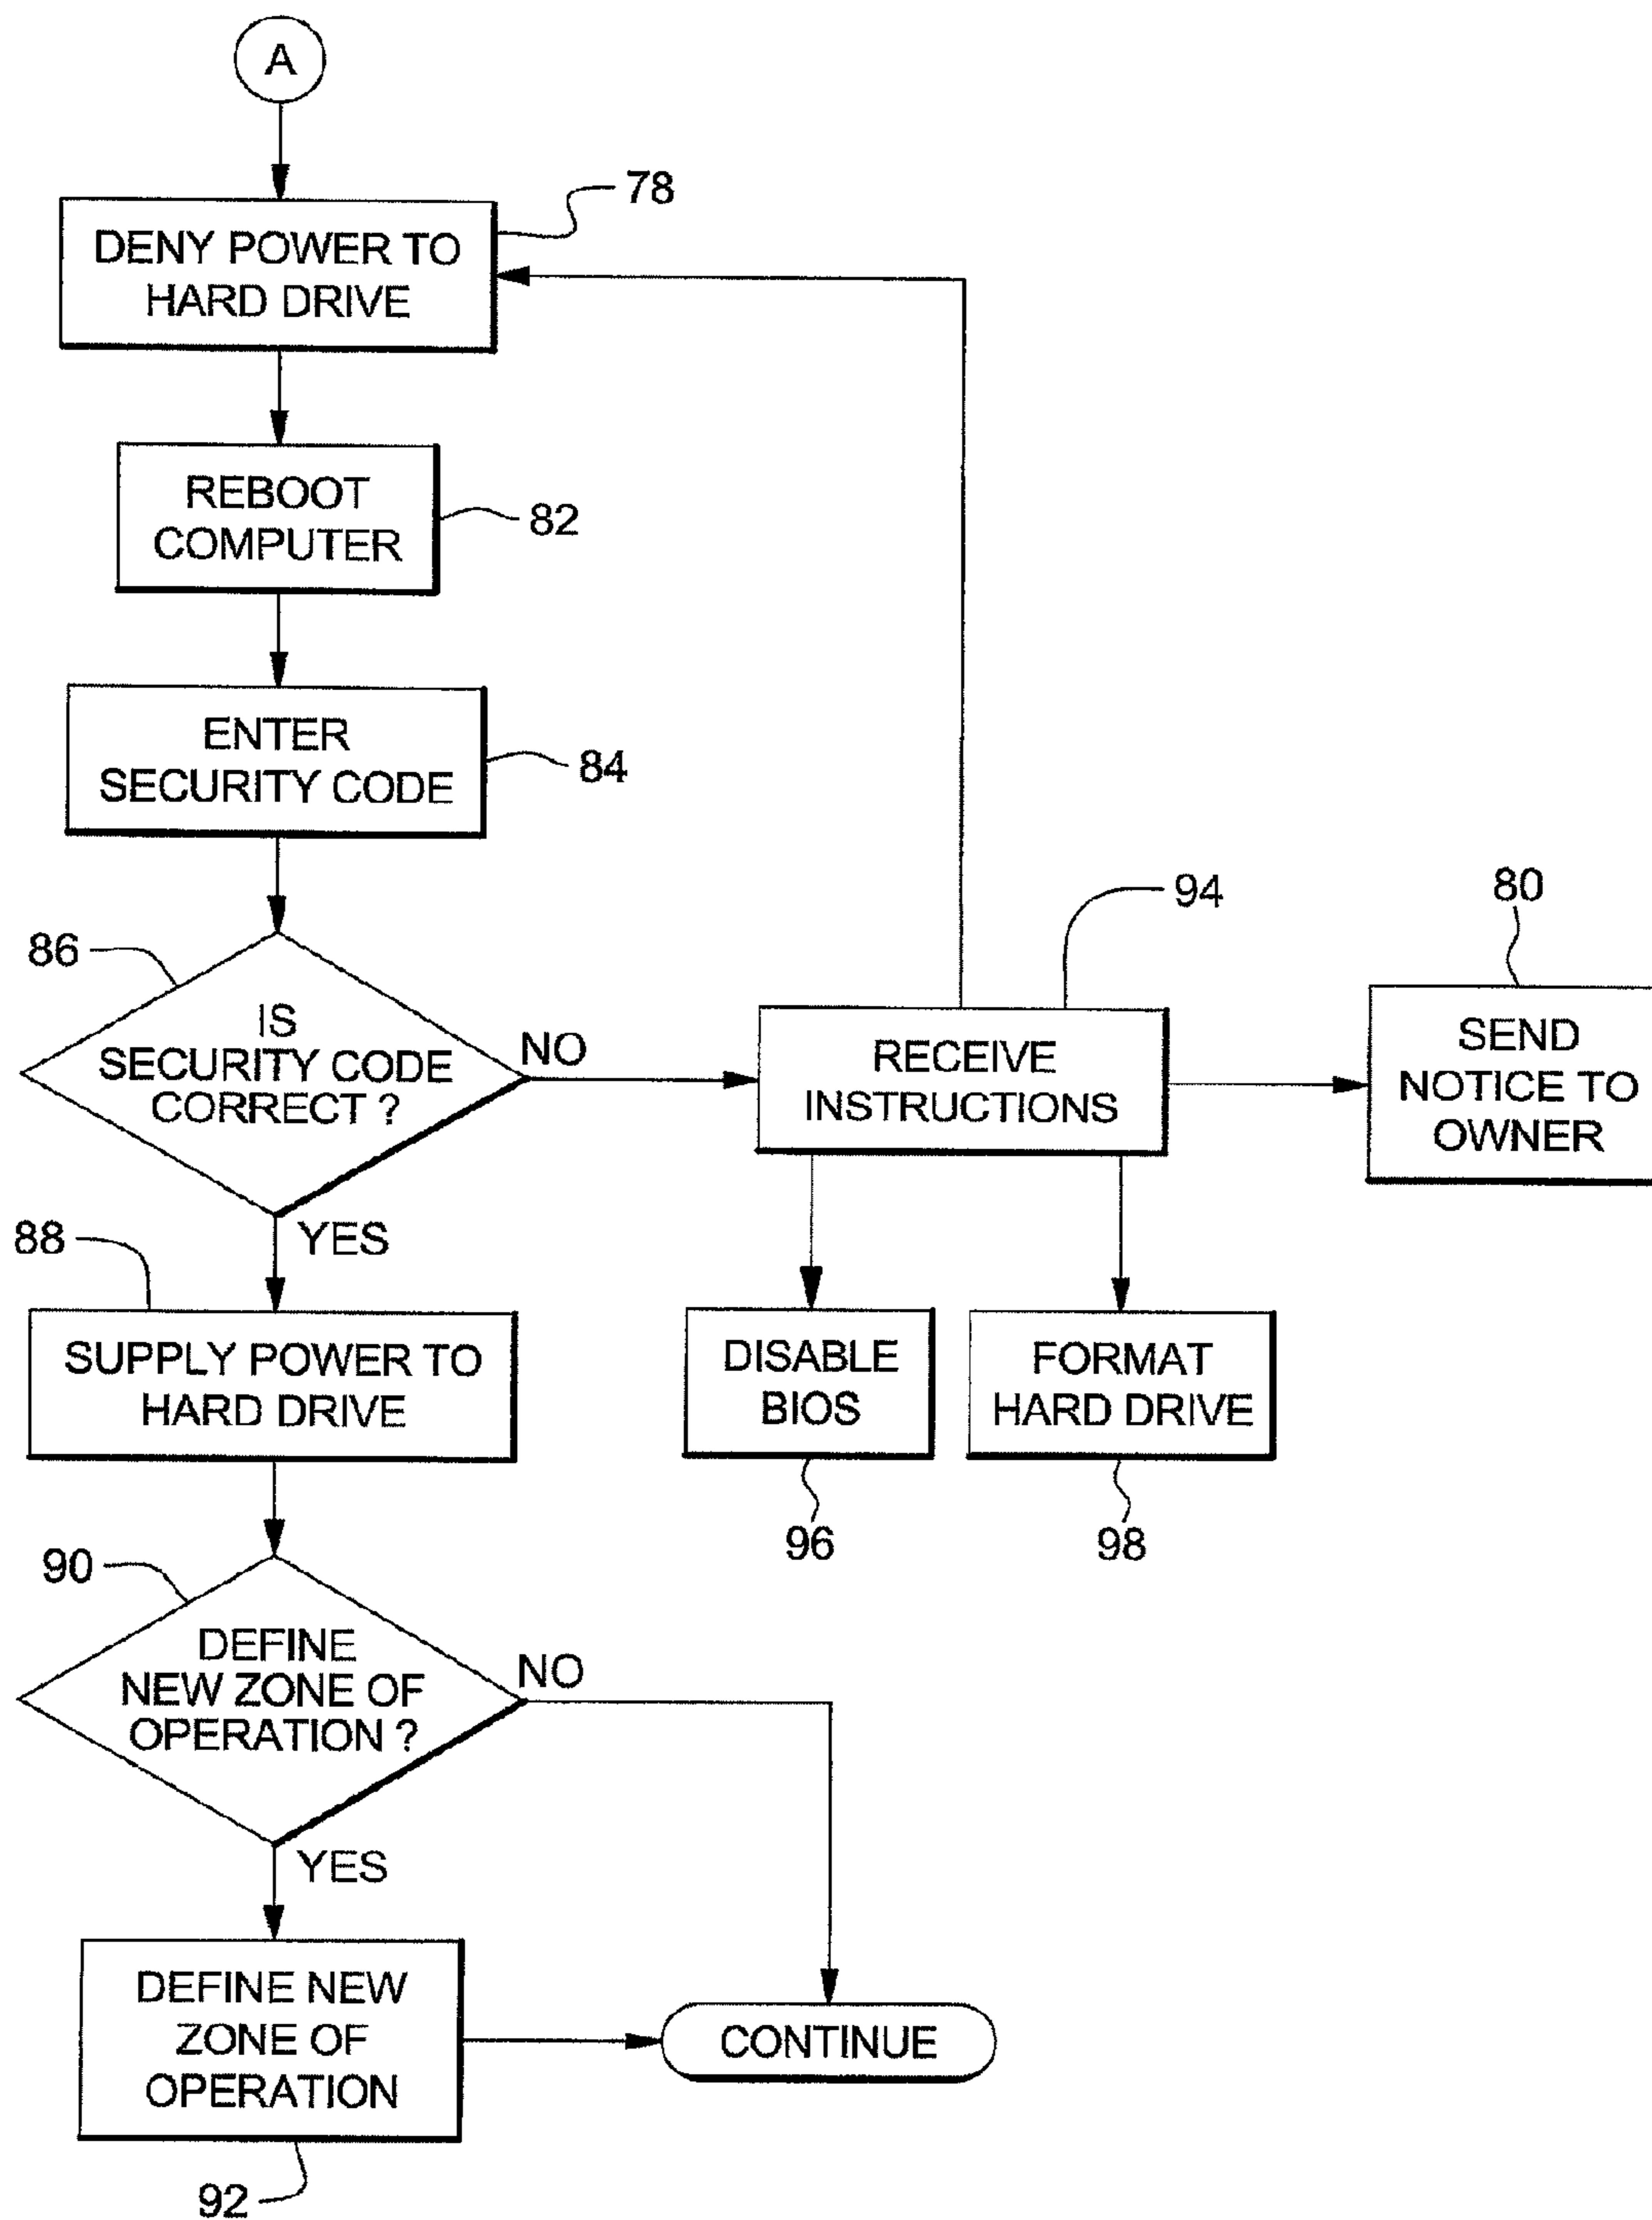 A
78
DENY POWER TO
HARD DRIVE
REBOOT
COMPUTER
82
ENTER
SECURITY CODE
84
86
IS
SECURITY CODE
CORRECT ?
NO
YES
94
RECEIVE
INSTRUCTIONS
80
SEND
NOTICE TO
OWNER
88
SUPPLY POWER TO
HARD DRIVE
DISABLE
BIOS
96
FORMAT
HARD DRIVE
98
90
DEFINE
NEW ZONE OF
OPERATION ?
NO
YES
DEFINE NEW
ZONE OF
OPERATION
92
CONTINUE